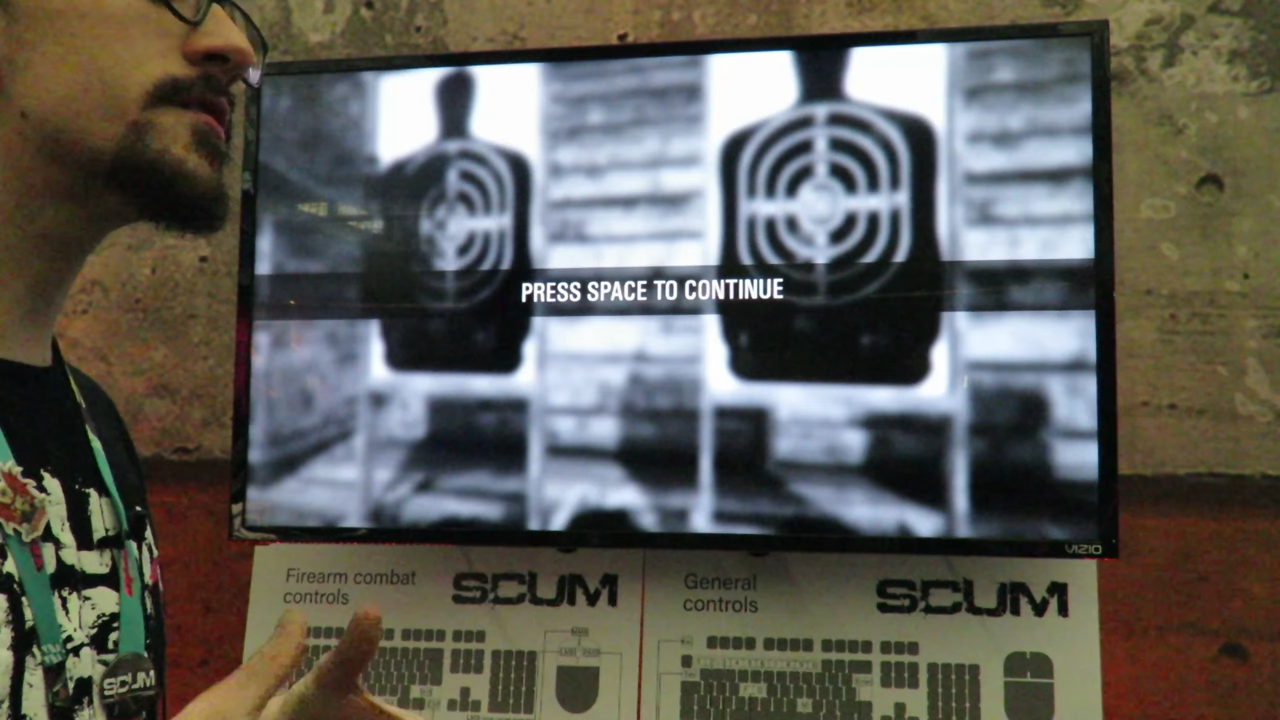 PRESS SPACE TO CONTINUE
VIZIO
Firearm combat
controls
SCUM
General
controls
SCUM
SCUM